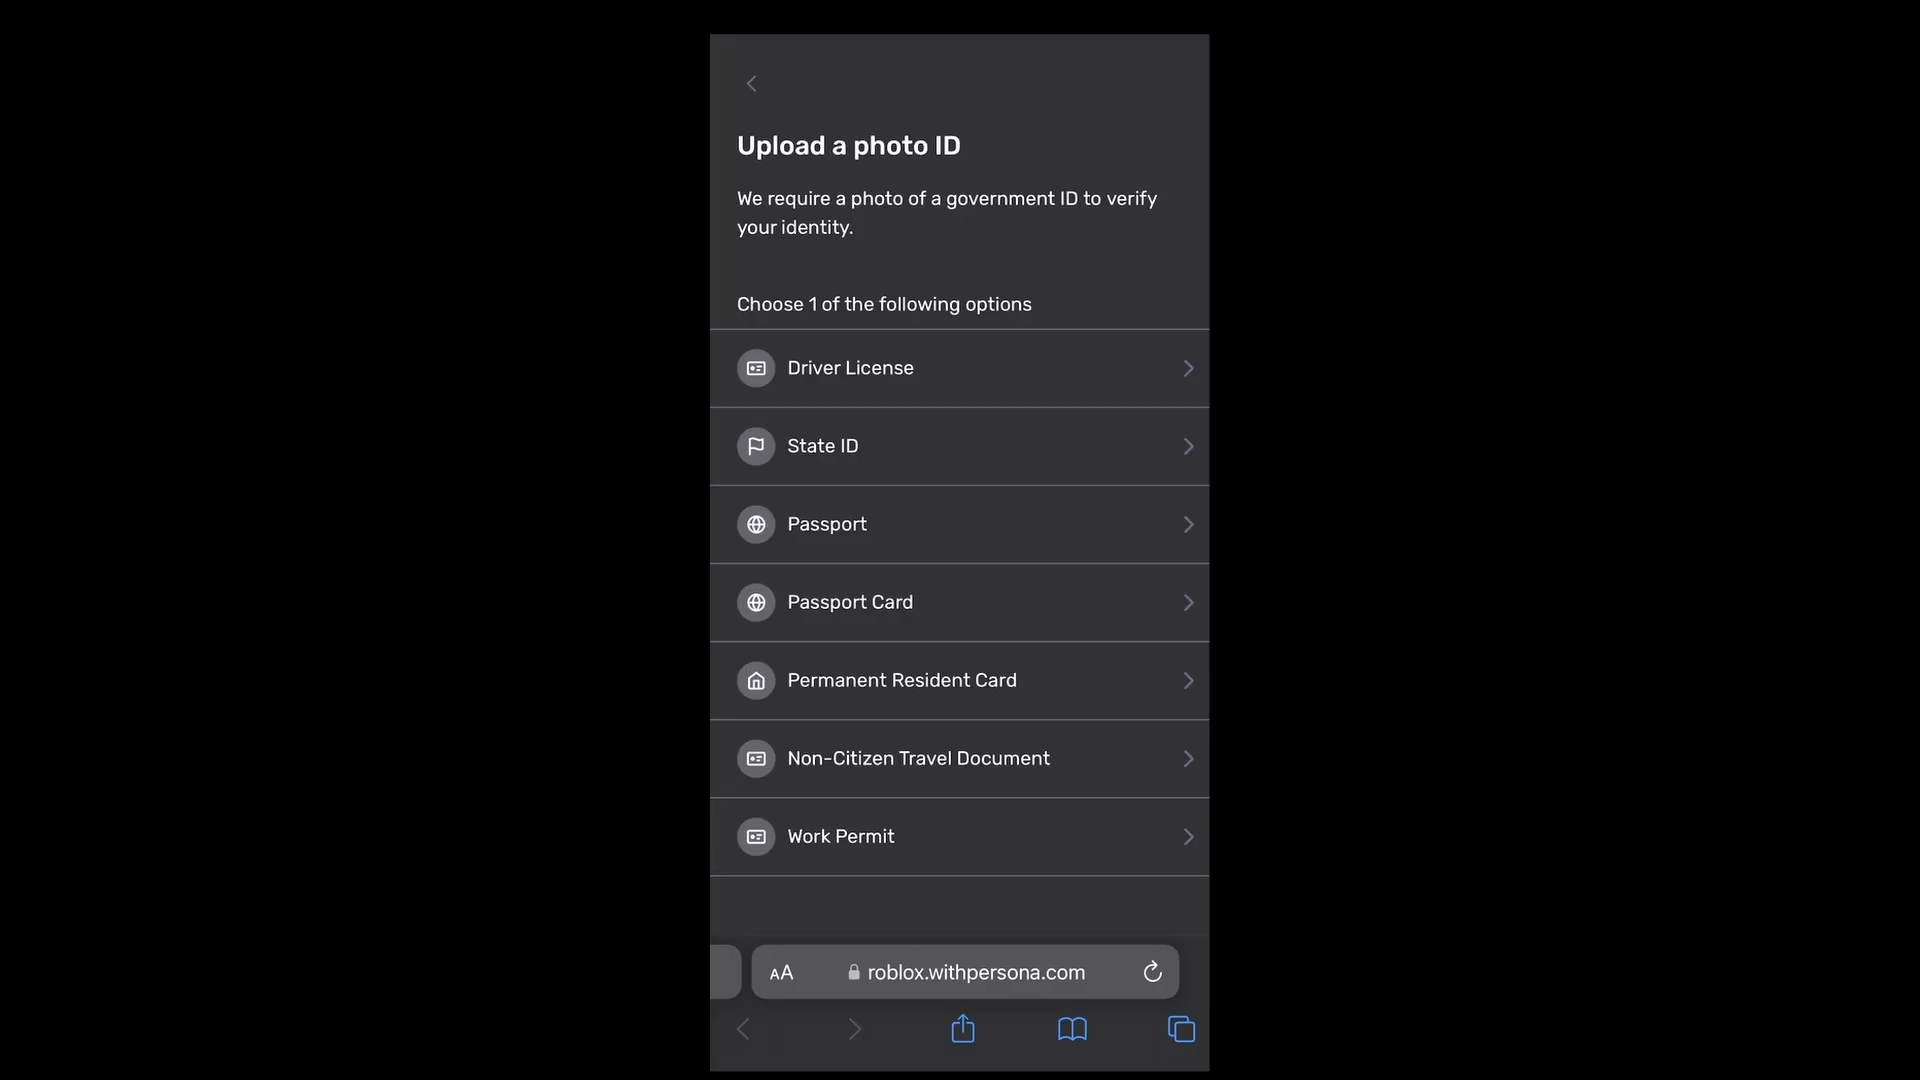 Upload a photo ID
We require a photo of a government ID to verify
your identity.
Choose 1 of the following options
Driver License
State ID
Passport
Passport Card
Permanent Resident Card
Non-Citizen Travel Document
Work Permit
AA roblox.withpersona.com